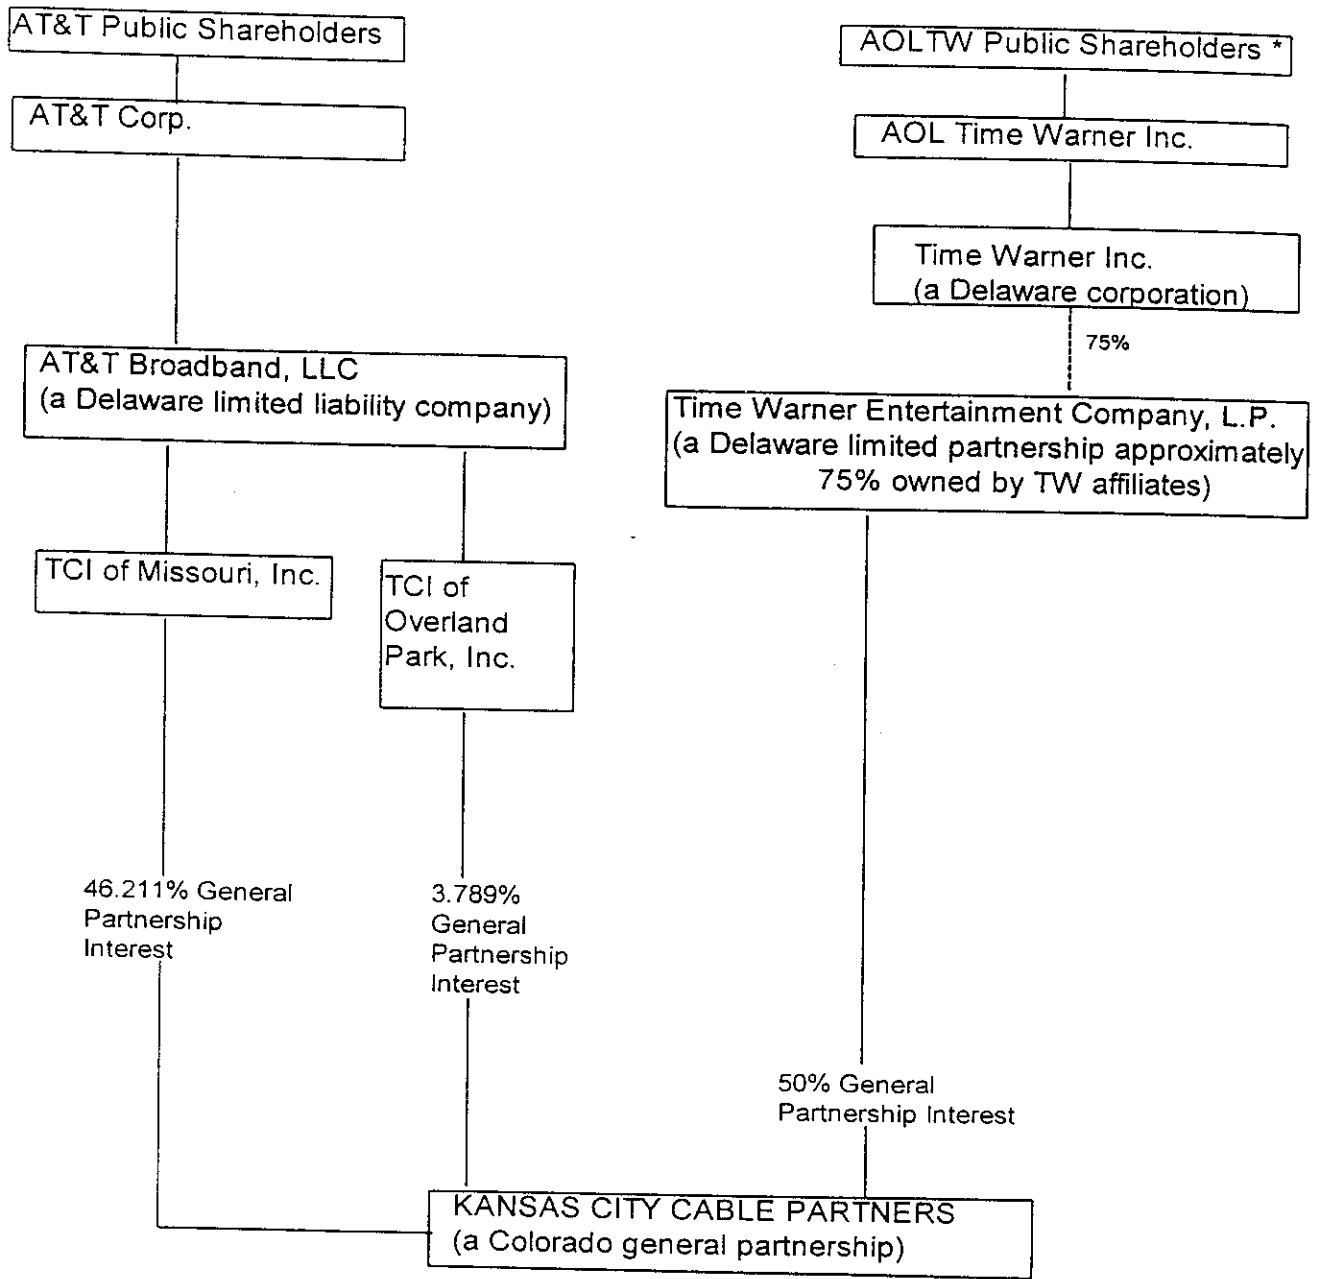 AT&T Public Shareholders
AT&T Corp.
AT&T Broadband, LLC
(a Delaware limited liability company)
TCI of Missouri, Inc.
TCI of
Overland
Park, Inc.
46.211% General
Partnership
Interest
3.789%
General
Partnership
Interest
AOLTW Public Shareholders *
AOL Time Warner Inc.
Time Warner Inc.
(a Delaware corporation)
75%
Time Warner Entertainment Company, L.P.
(a Delaware limited partnership approximately
75% owned by TW affiliates)
50% General
Partnership Interest
KANSAS CITY CABLE PARTNERS
(a Colorado general partnership)